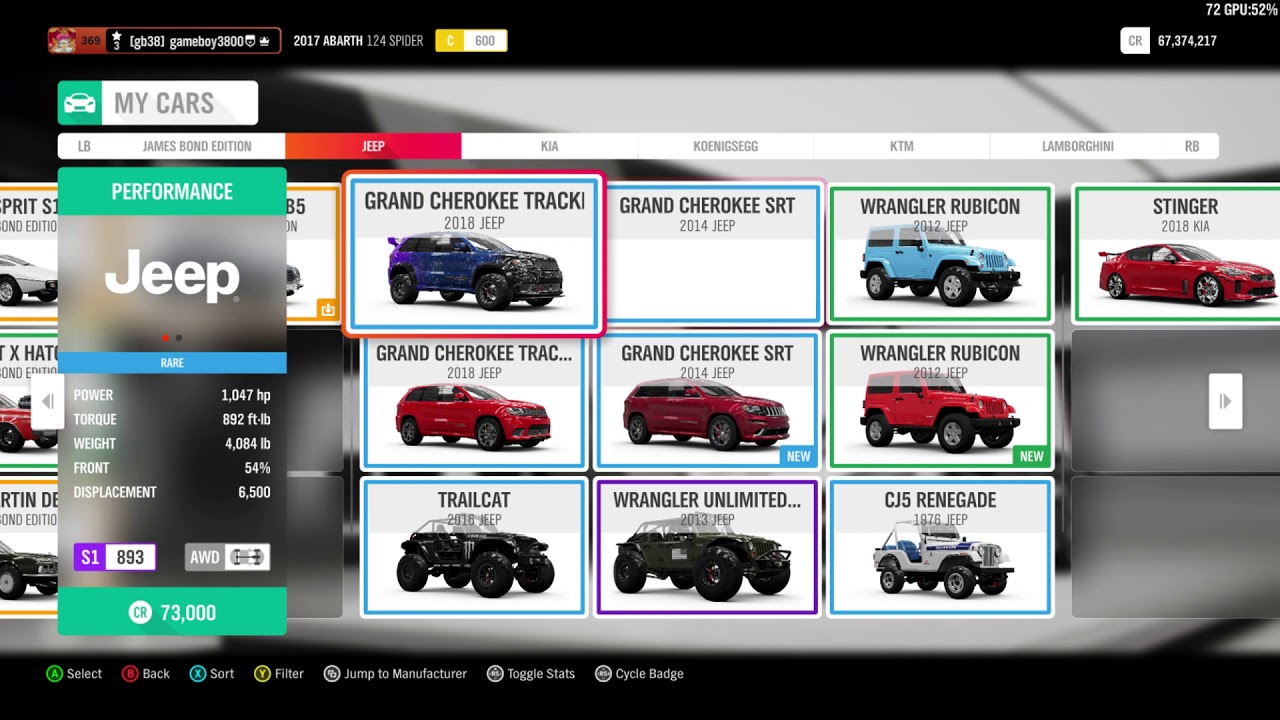 72 GPU:52%
369 3 [gb38] gameboy3800 2017 ABARTH 124 SPIDER C 600 CR 67,374,217
MY CARS
LB JAMES BOND EDITION JEEP KIA KOENIGSEGG KTM LAMBORGHINI RB
PERFORMANCE
Jeep
RARE
POWER 1,047 hp
TORQUE 892 ft·lb
WEIGHT 4,084 lb
FRONT 54%
DISPLACEMENT 6,500
S1 893 AWD
CR 73,000
SPRIT S1
BOND EDITIO
B5
ON
GRAND CHEROKEE TRACK
2018 JEEP
GRAND CHEROKEE SRT
2014 JEEP
WRANGLER RUBICON
2012 JEEP
STINGER
2018 KIA
T X HATC
BOND EDITIO
GRAND CHEROKEE TRAC...
2018 JEEP
GRAND CHEROKEE SRT
2014 JEEP
NEW
WRANGLER RUBICON
2012 JEEP
NEW
RTIN DE
BOND EDITIO
TRAILCAT
2016 JEEP
WRANGLER UNLIMITED...
2013 JEEP
CJ5 RENEGADE
1976 JEEP
A Select B Back X Sort Y Filter Jump to Manufacturer RS Toggle Stats RS Cycle Badge